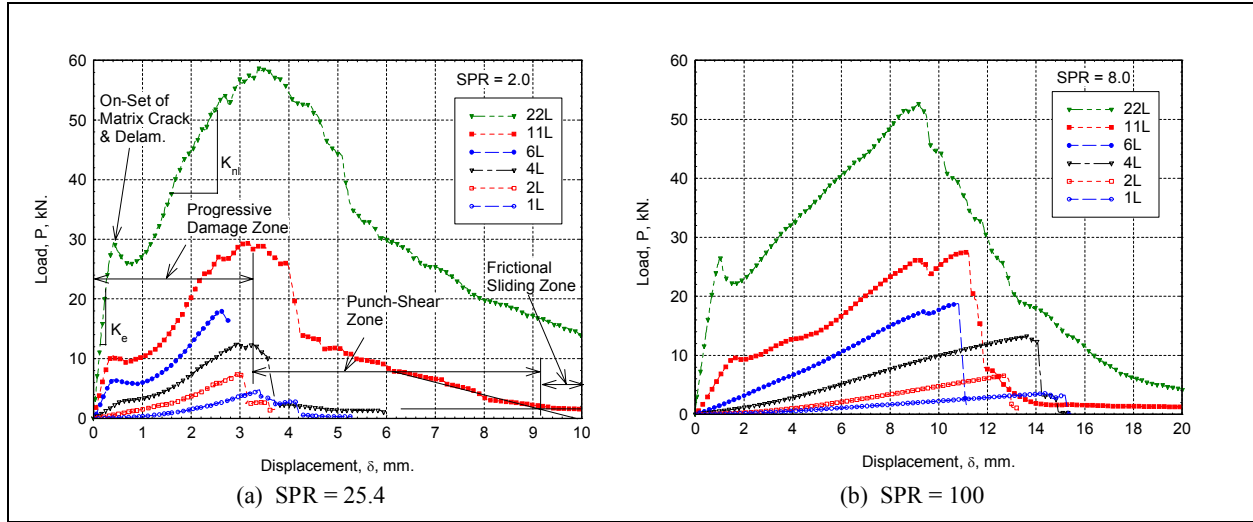 60
50
40
30
20
10
0
Load, P, kN.
0 1 2 3 4 5 6 7 8 9 10
Displacement, δ, mm.
SPR = 2.0
22L
11L
6L
4L
2L
1L
On-Set of
Matrix Crack
& Delam.
K_nl
Progressive
Damage Zone
K_e
Punch-Shear
Zone
Frictional
Sliding Zone
(a) SPR = 25.4
60
50
40
30
20
10
0
Load, P, kN.
0 2 4 6 8 10 12 14 16 18 20
Displacement, δ, mm.
SPR = 8.0
22L
11L
6L
4L
2L
1L
(b) SPR = 100